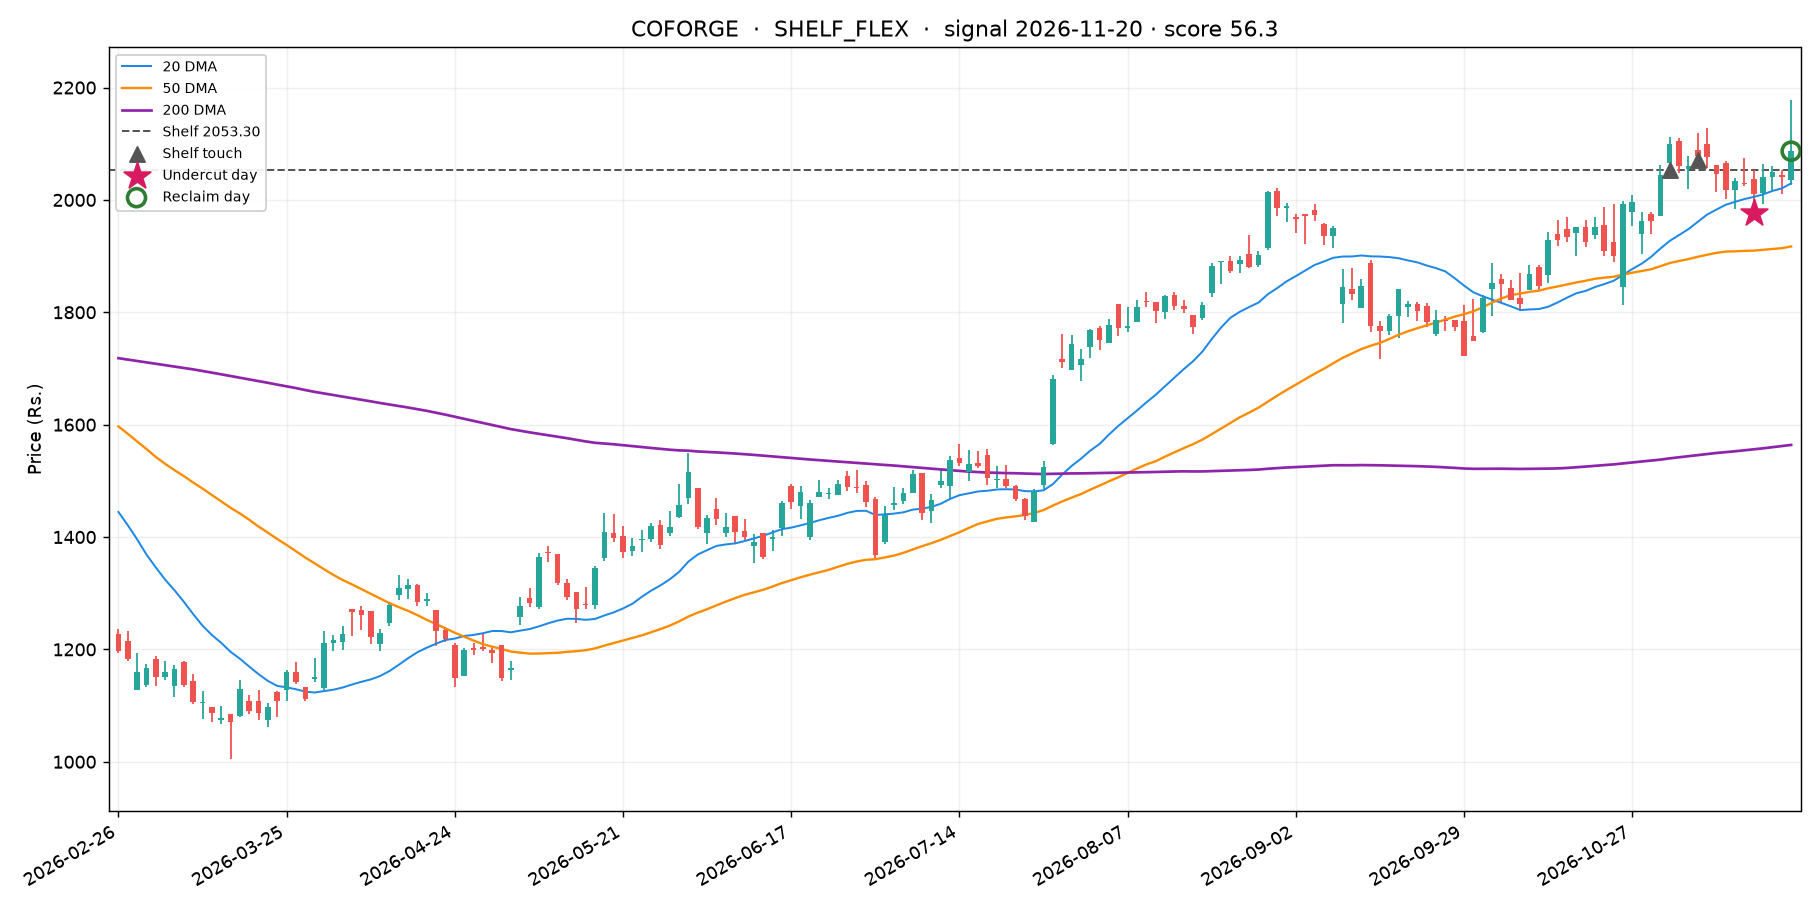 COFORGE · SHELF_FLEX · signal 2026-11-20 · score 56.3
20 DMA
50 DMA
200 DMA
Shelf 2053.30
Shelf touch
Undercut day
Reclaim day
Price (Rs.)
2200
2000
1800
1600
1400
1200
1000
2026-02-26
2026-03-25
2026-04-24
2026-05-21
2026-06-17
2026-07-14
2026-08-07
2026-09-02
2026-09-29
2026-10-27